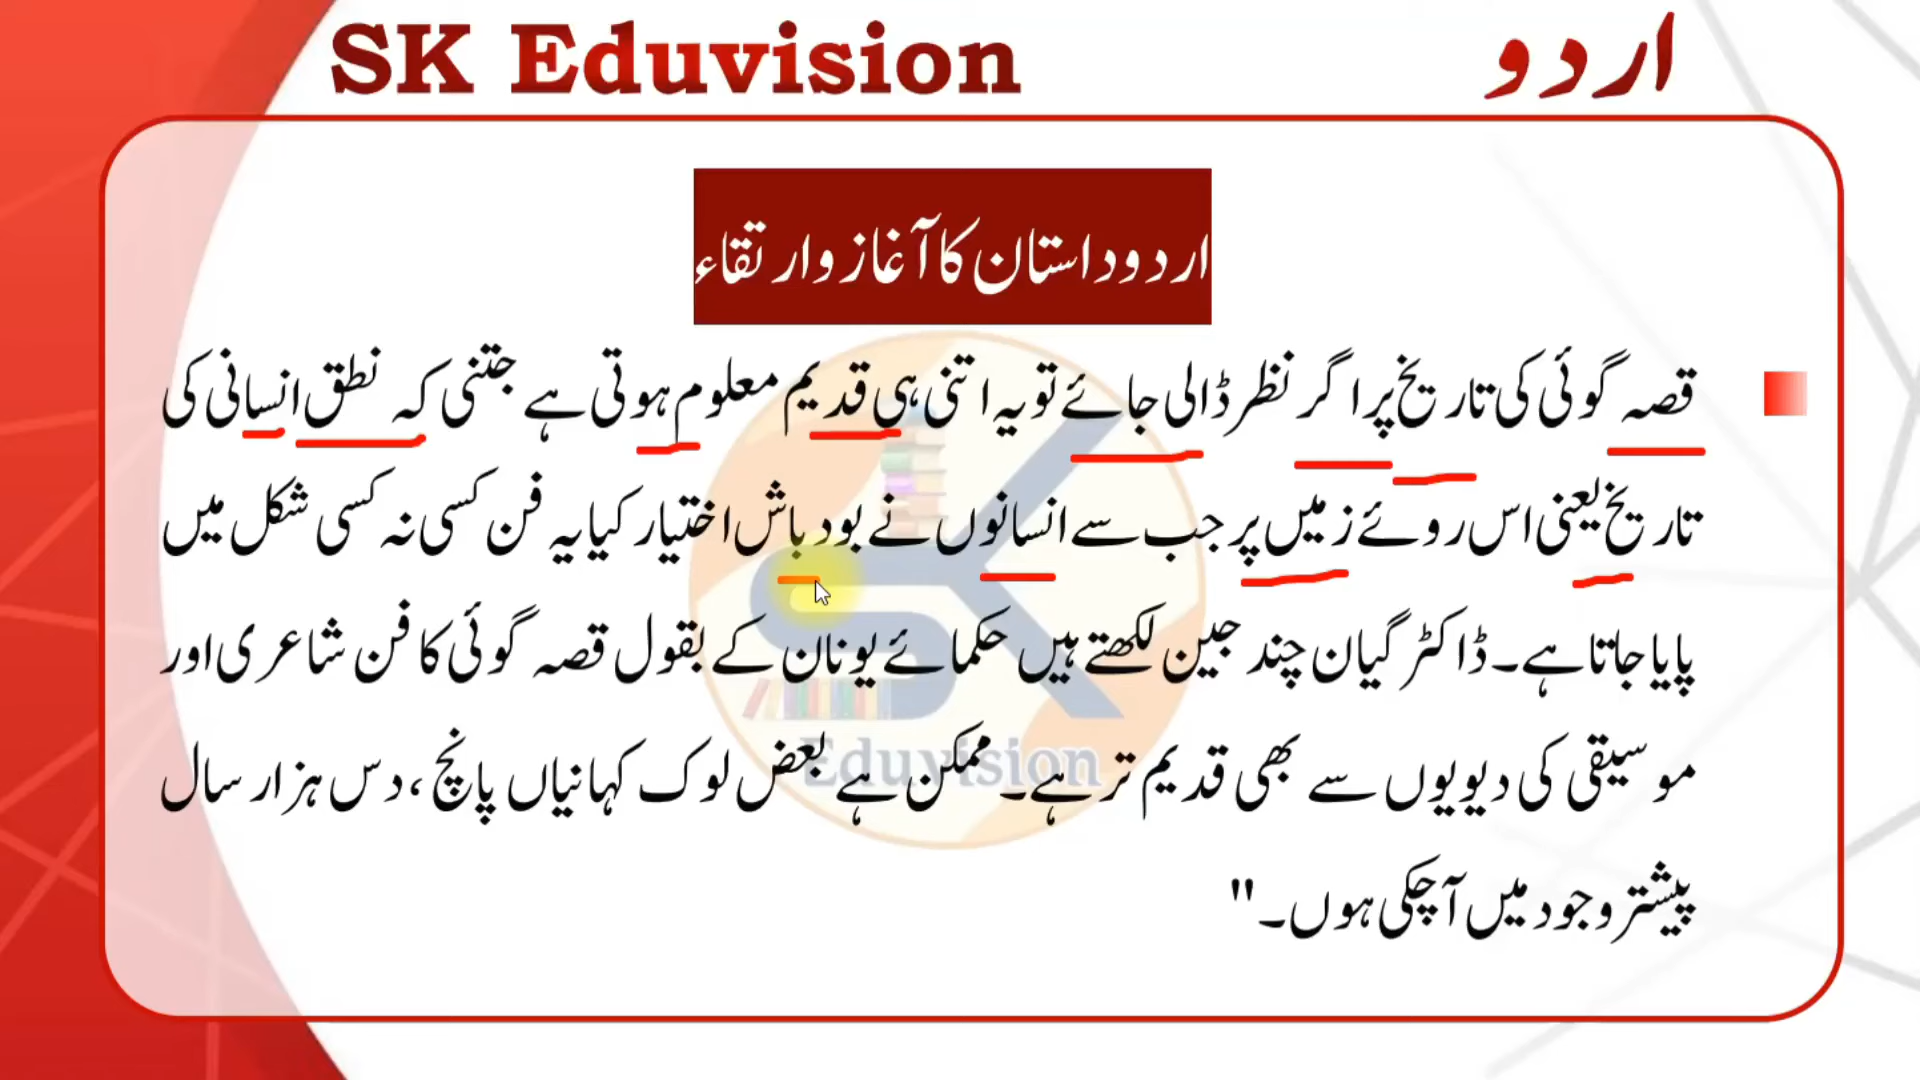 SK Eduvision
اردو
اردو داستان کا آغاز و ارتقاء
قصہ گوئی کی تاریخ پر اگر نظر ڈالی جائے تو یہ اتنی ہی قدیم معلوم ہوتی ہے جتنی کہ نطق انسانی کی
تاریخ یعنی اس روئے زمیں پر جب سے انسانوں نے بود باش اختیار کیا یہ فن کسی نہ کسی شکل میں
پایا جاتا ہے۔ ڈاکٹر گیان چند جین لکھتے ہیں حکمائے یونان کے بقول قصہ گوئی کا فن شاعری اور
موسیقی کی دیویوں سے بھی قدیم تر ہے۔ ممکن ہے بعض لوک کہانیاں پانچ، دس ہزار سال
پیشتر وجود میں آچکی ہوں۔"
Eduvision